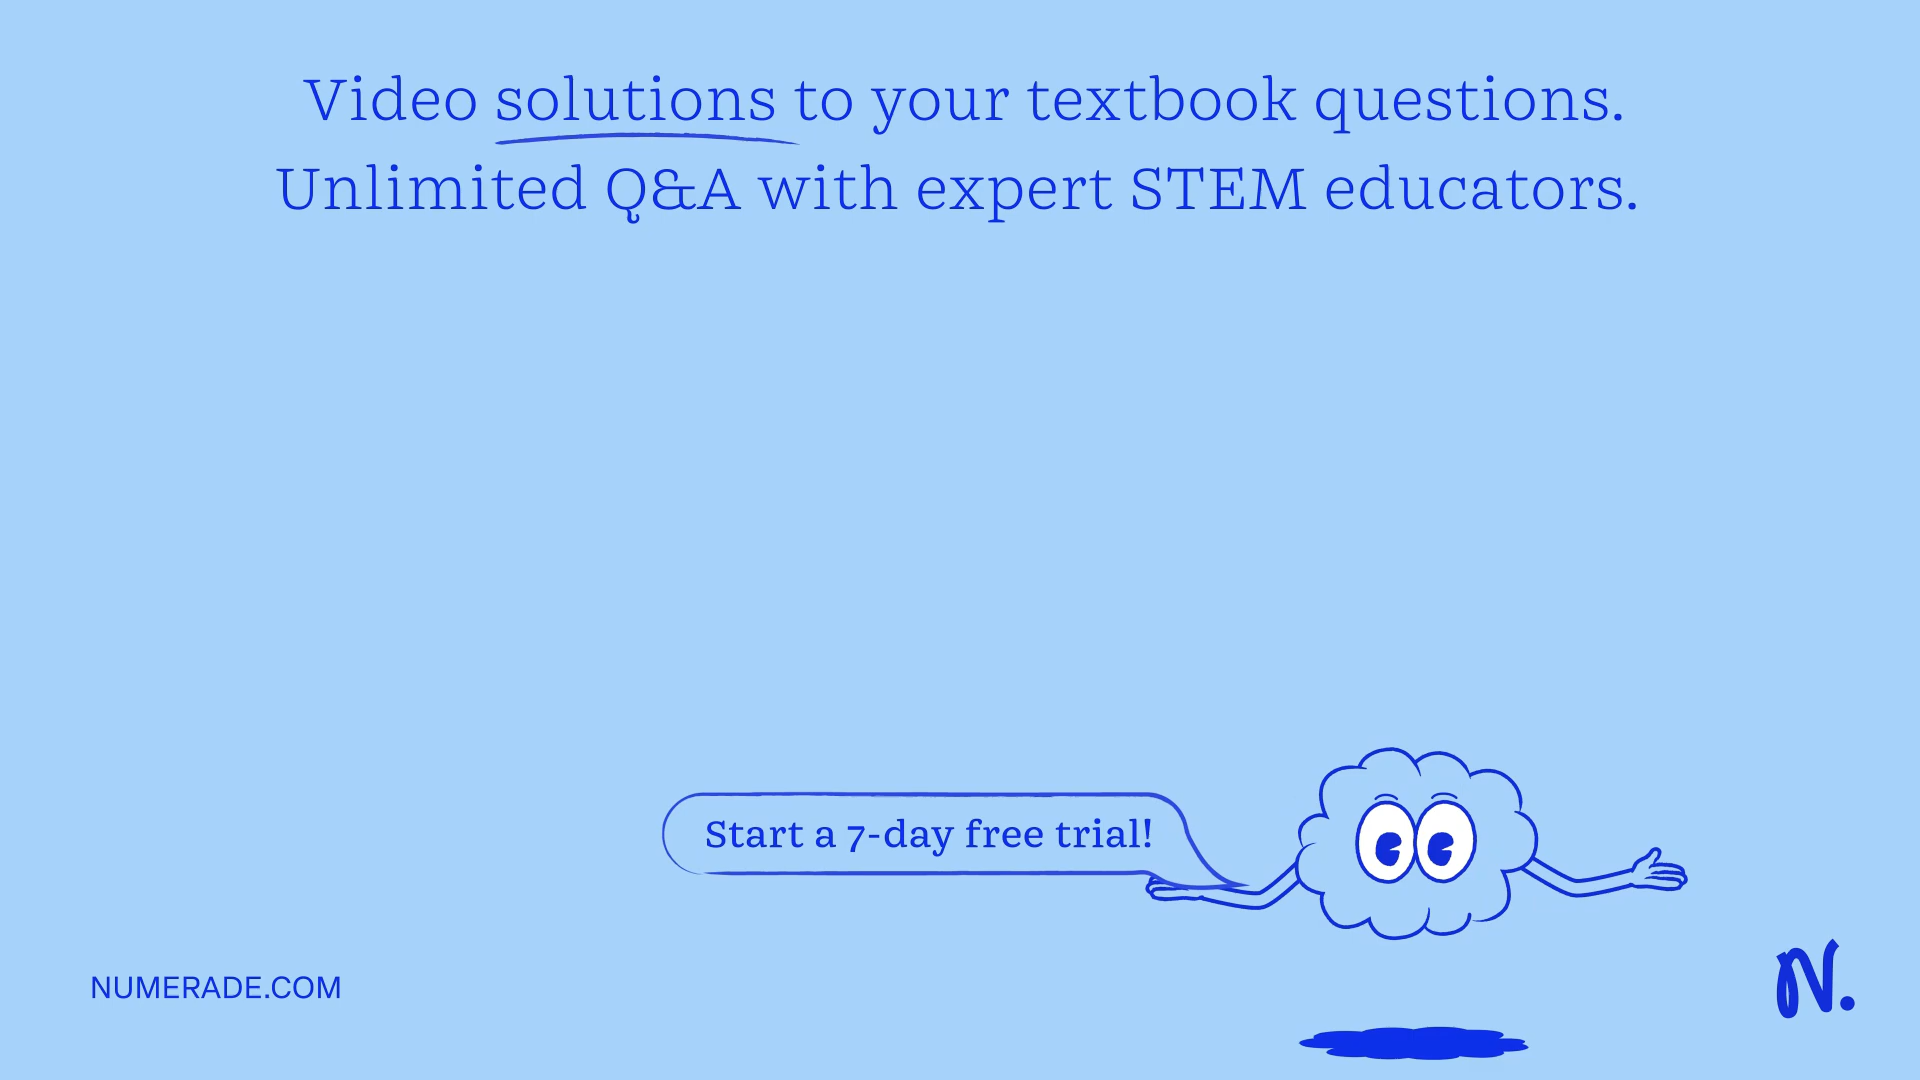 Video solutions to your textbook questions.
Unlimited Q&A with expert STEM educators.
Start a 7-day free trial!
NUMERADE.COM
N.